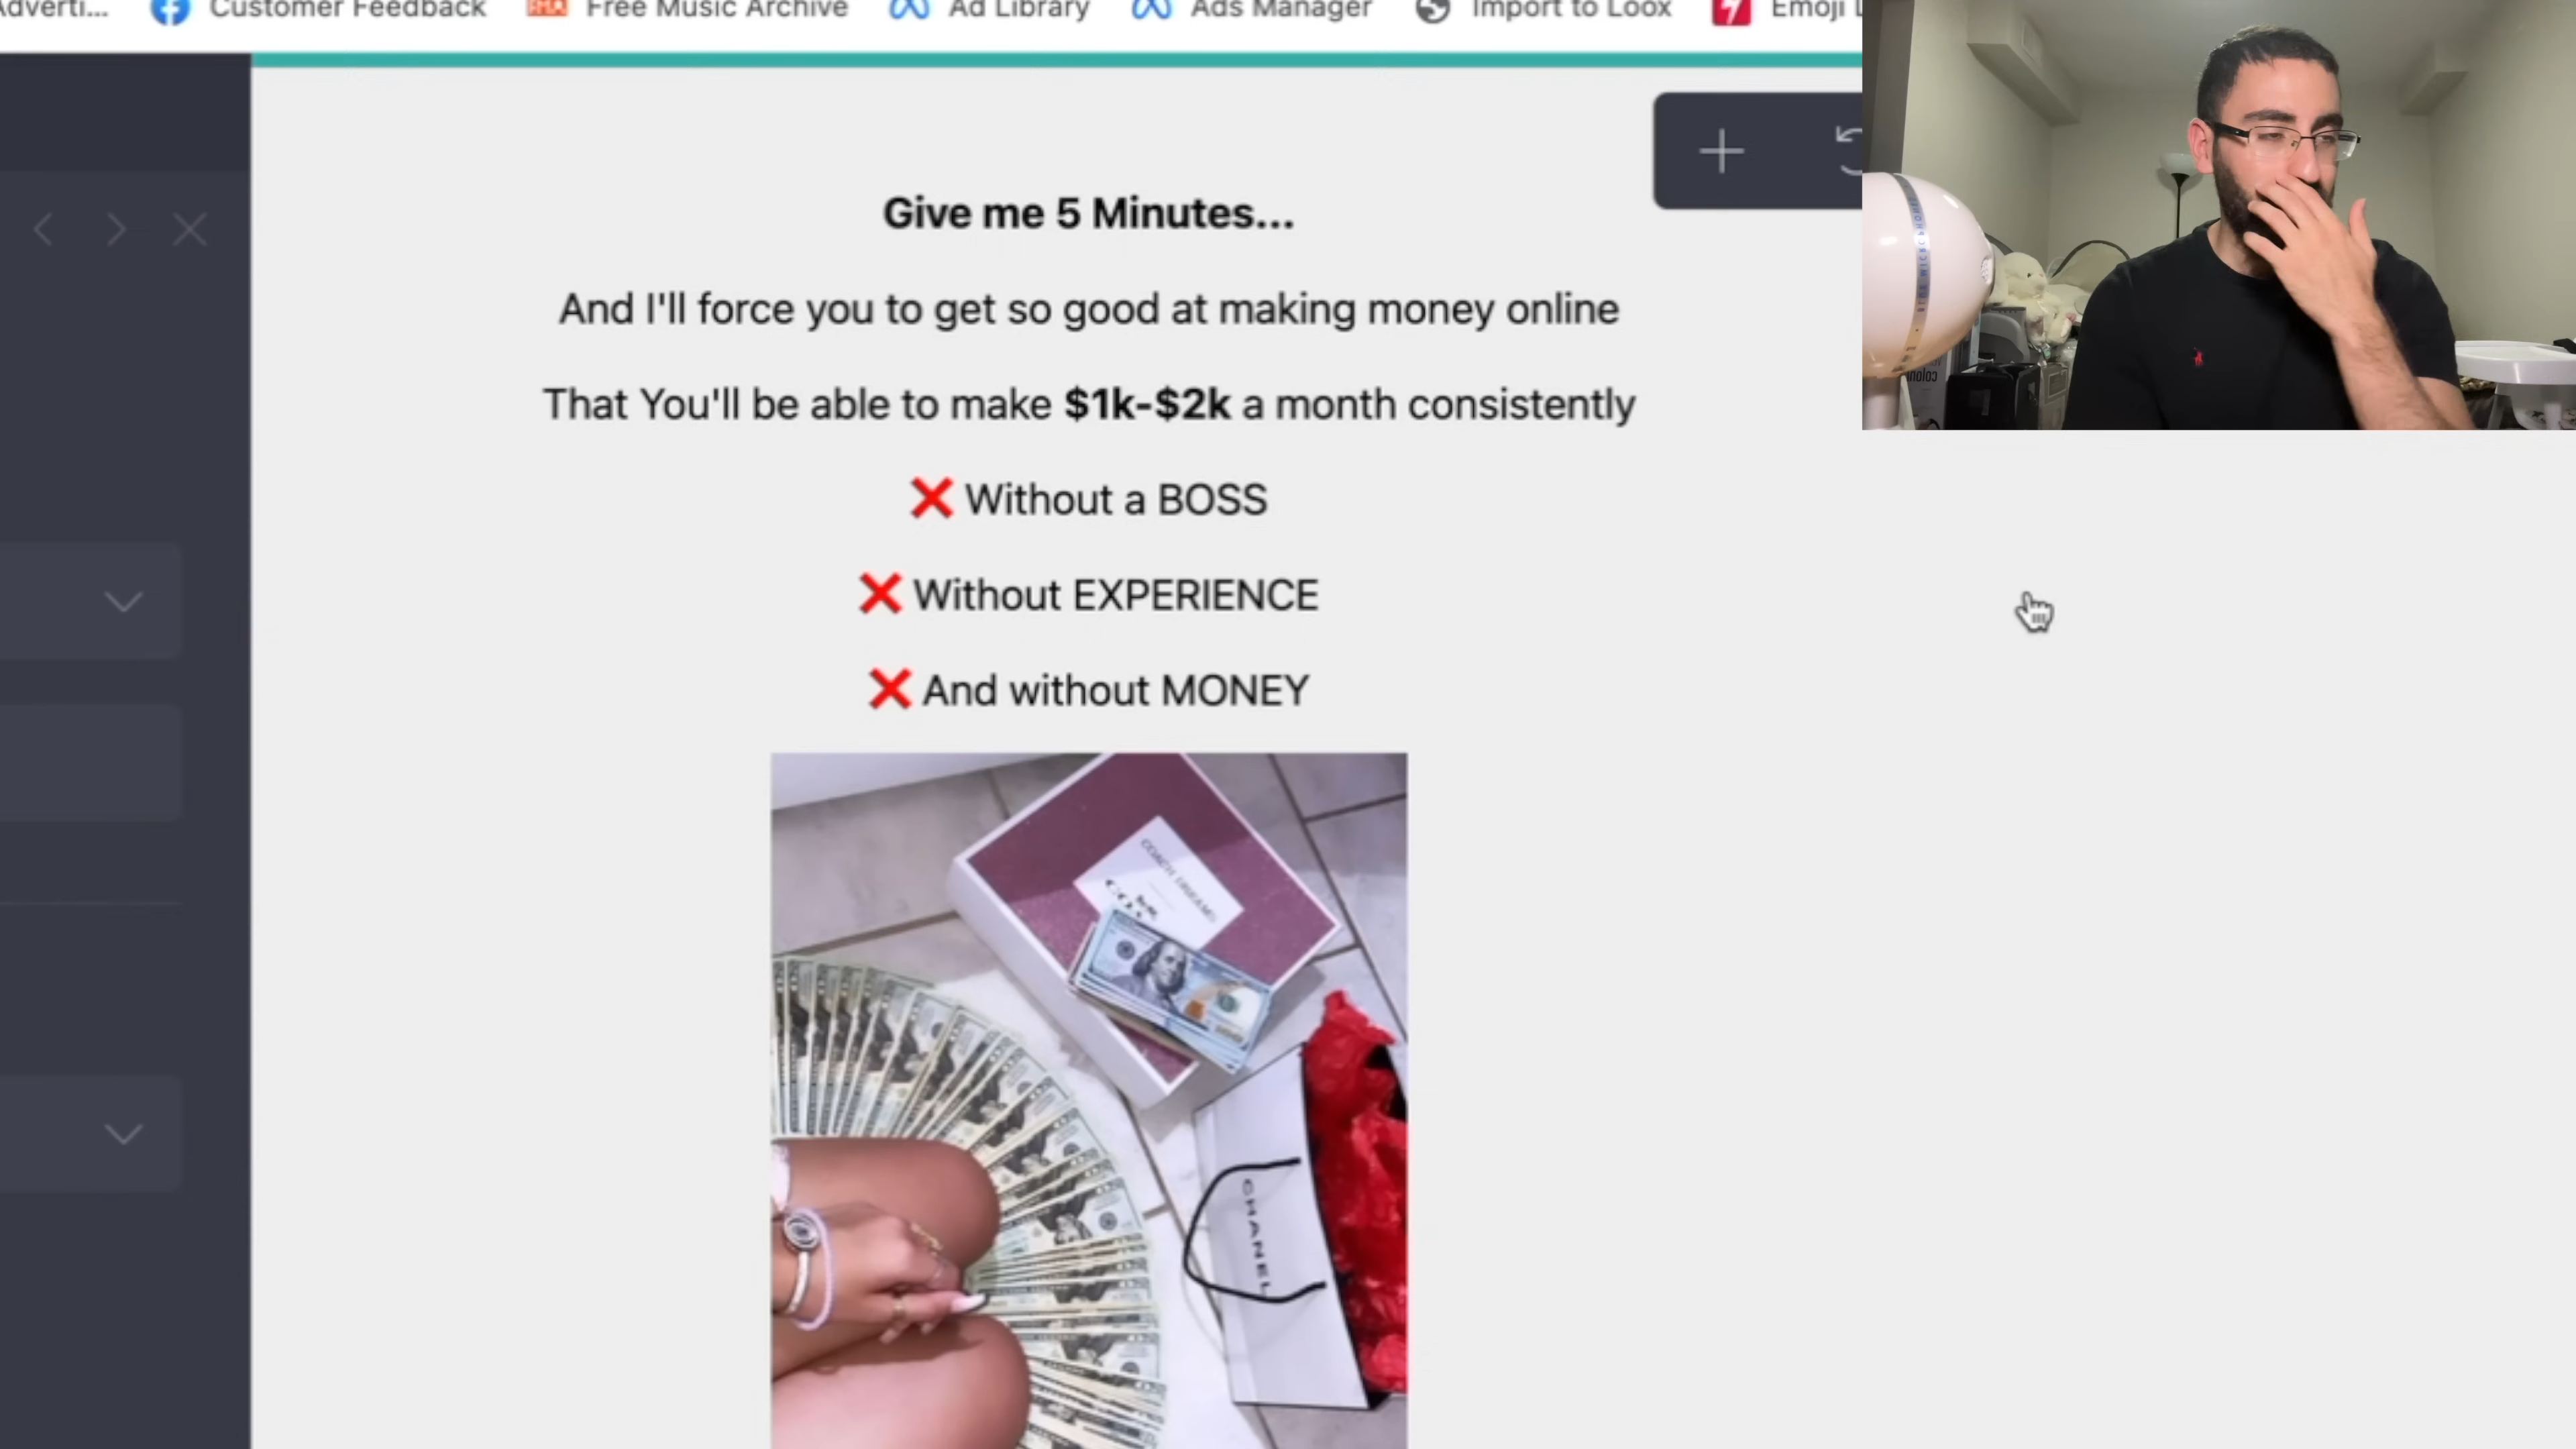 Adverti... Customer Feedback Free Music Archive Ad Library Ads Manager Import to Loox Emoji
Give me 5 Minutes...
And I'll force you to get so good at making money online
That You'll be able to make $1k-$2k a month consistently
❌ Without a BOSS
❌ Without EXPERIENCE
❌ And without MONEY
CHANEL